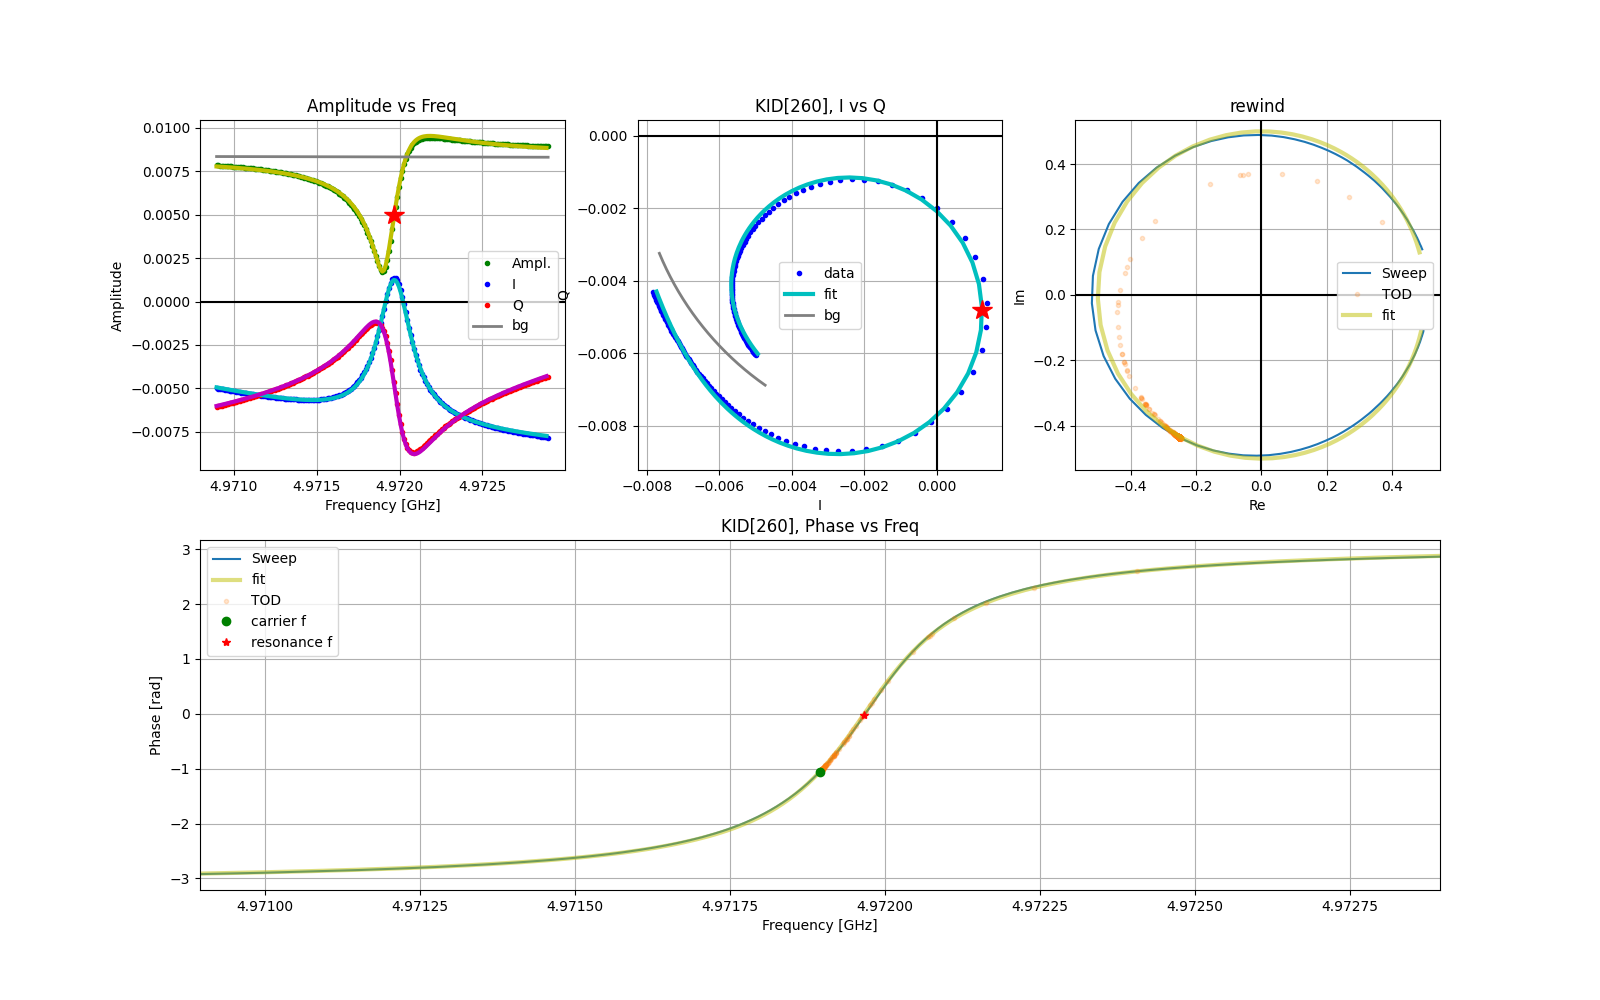 Amplitude vs Freq
0.0100
0.0075
0.0050
0.0025
0.0000
−0.0025
−0.0050
−0.0075
Amplitude
Ampl.
I
Q
bg
4.9710
4.9715
4.9720
4.9725
Frequency [GHz]
KID[260], I vs Q
0.000
−0.002
−0.004
−0.006
−0.008
Q
data
fit
bg
−0.008
−0.006
−0.004
−0.002
0.000
I
rewind
0.4
0.2
0.0
−0.2
−0.4
Im
Sweep
TOD
fit
−0.4
−0.2
0.0
0.2
0.4
Re
KID[260], Phase vs Freq
3
2
1
0
−1
−2
−3
Phase [rad]
Sweep
fit
TOD
carrier f
resonance f
4.97100
4.97125
4.97150
4.97175
4.97200
4.97225
4.97250
4.97275
Frequency [GHz]